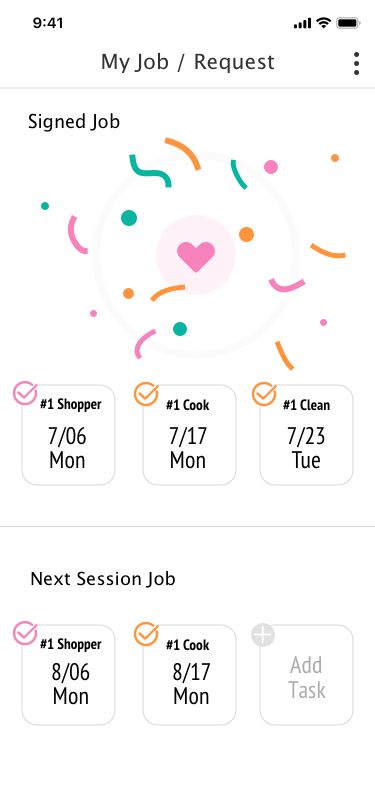 9:41
My Job / Request
Signed Job
#1 Shopper
7/06
Mon
#1 Cook
7/17
Mon
#1 Clean
7/23
Tue
Next Session Job
#1 Shopper
8/06
Mon
#1 Cook
8/17
Mon
Add
Task